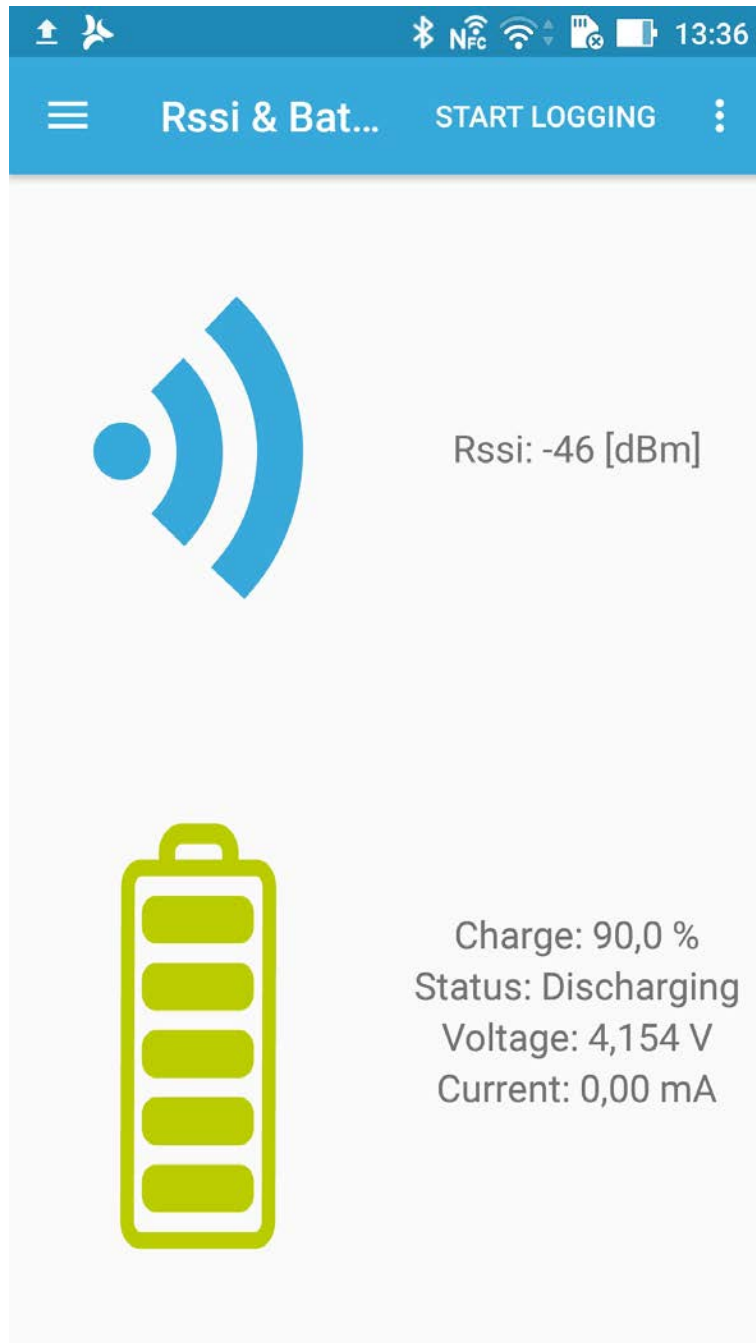 NFC 13:36
Rssi & Bat... START LOGGING
Rssi: -46 [dBm]
Charge: 90,0 %
Status: Discharging
Voltage: 4,154 V
Current: 0,00 mA